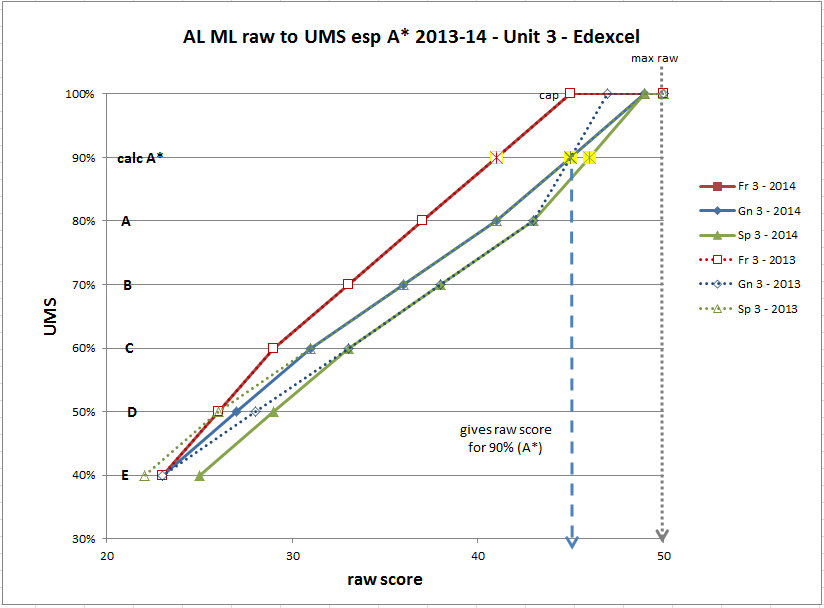 AL ML raw to UMS esp A* 2013-14 - Unit 3 - Edexcel
max raw
100%
cap
90%
calc A*
80%
A
70%
B
60%
C
50%
D
40%
E
30%
UMS
gives raw score
for 90% (A*)
20
30
40
50
raw score
Fr 3 - 2014
Gn 3 - 2014
Sp 3 - 2014
Fr 3 - 2013
Gn 3 - 2013
Sp 3 - 2013